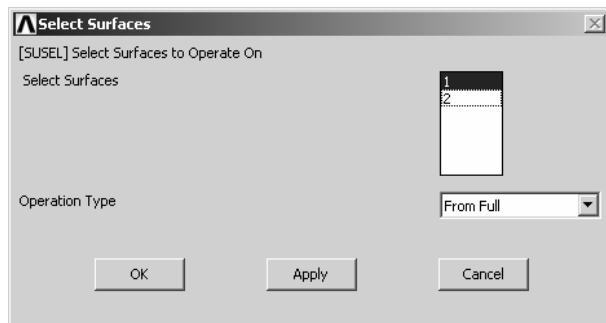 Select Surfaces
[SUSEL] Select Surfaces to Operate On
Select Surfaces
1
2
Operation Type
From Full
OK
Apply
Cancel